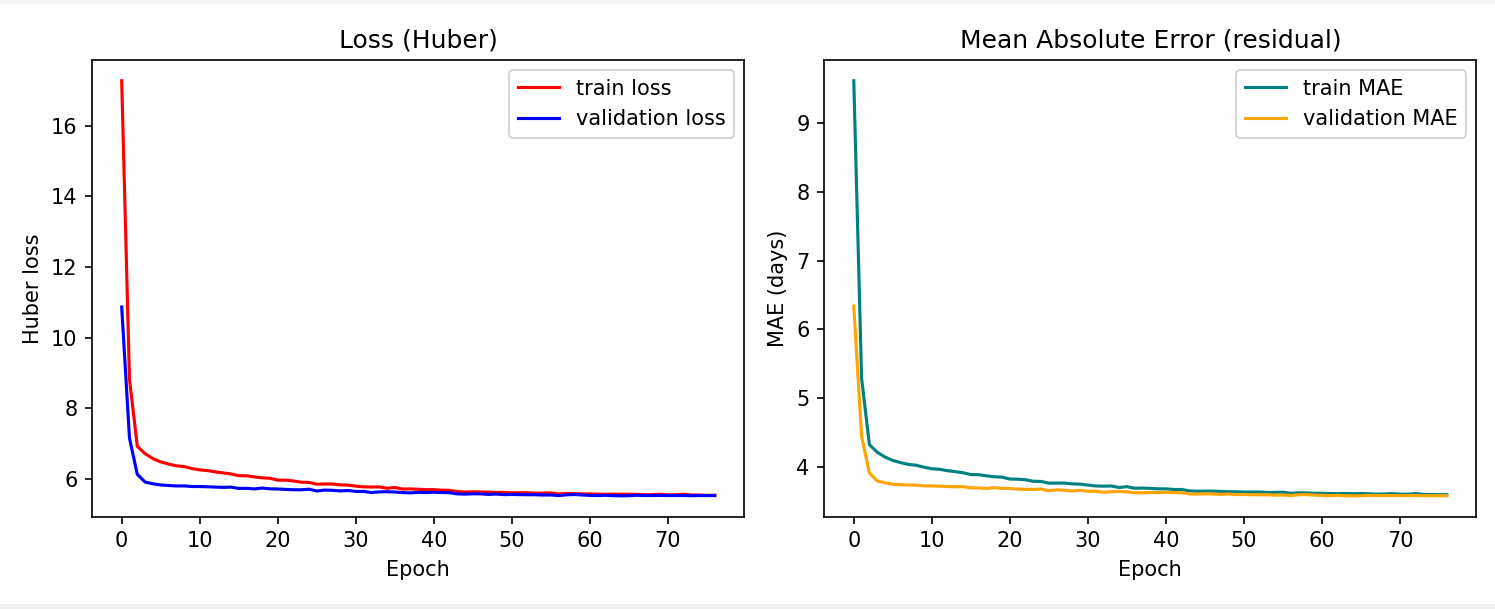 Loss (Huber)
train loss
validation loss
16
14
12
10
8
6
Huber loss
0 10 20 30 40 50 60 70
Epoch
Mean Absolute Error (residual)
train MAE
validation MAE
9
8
7
6
5
4
MAE (days)
0 10 20 30 40 50 60 70
Epoch